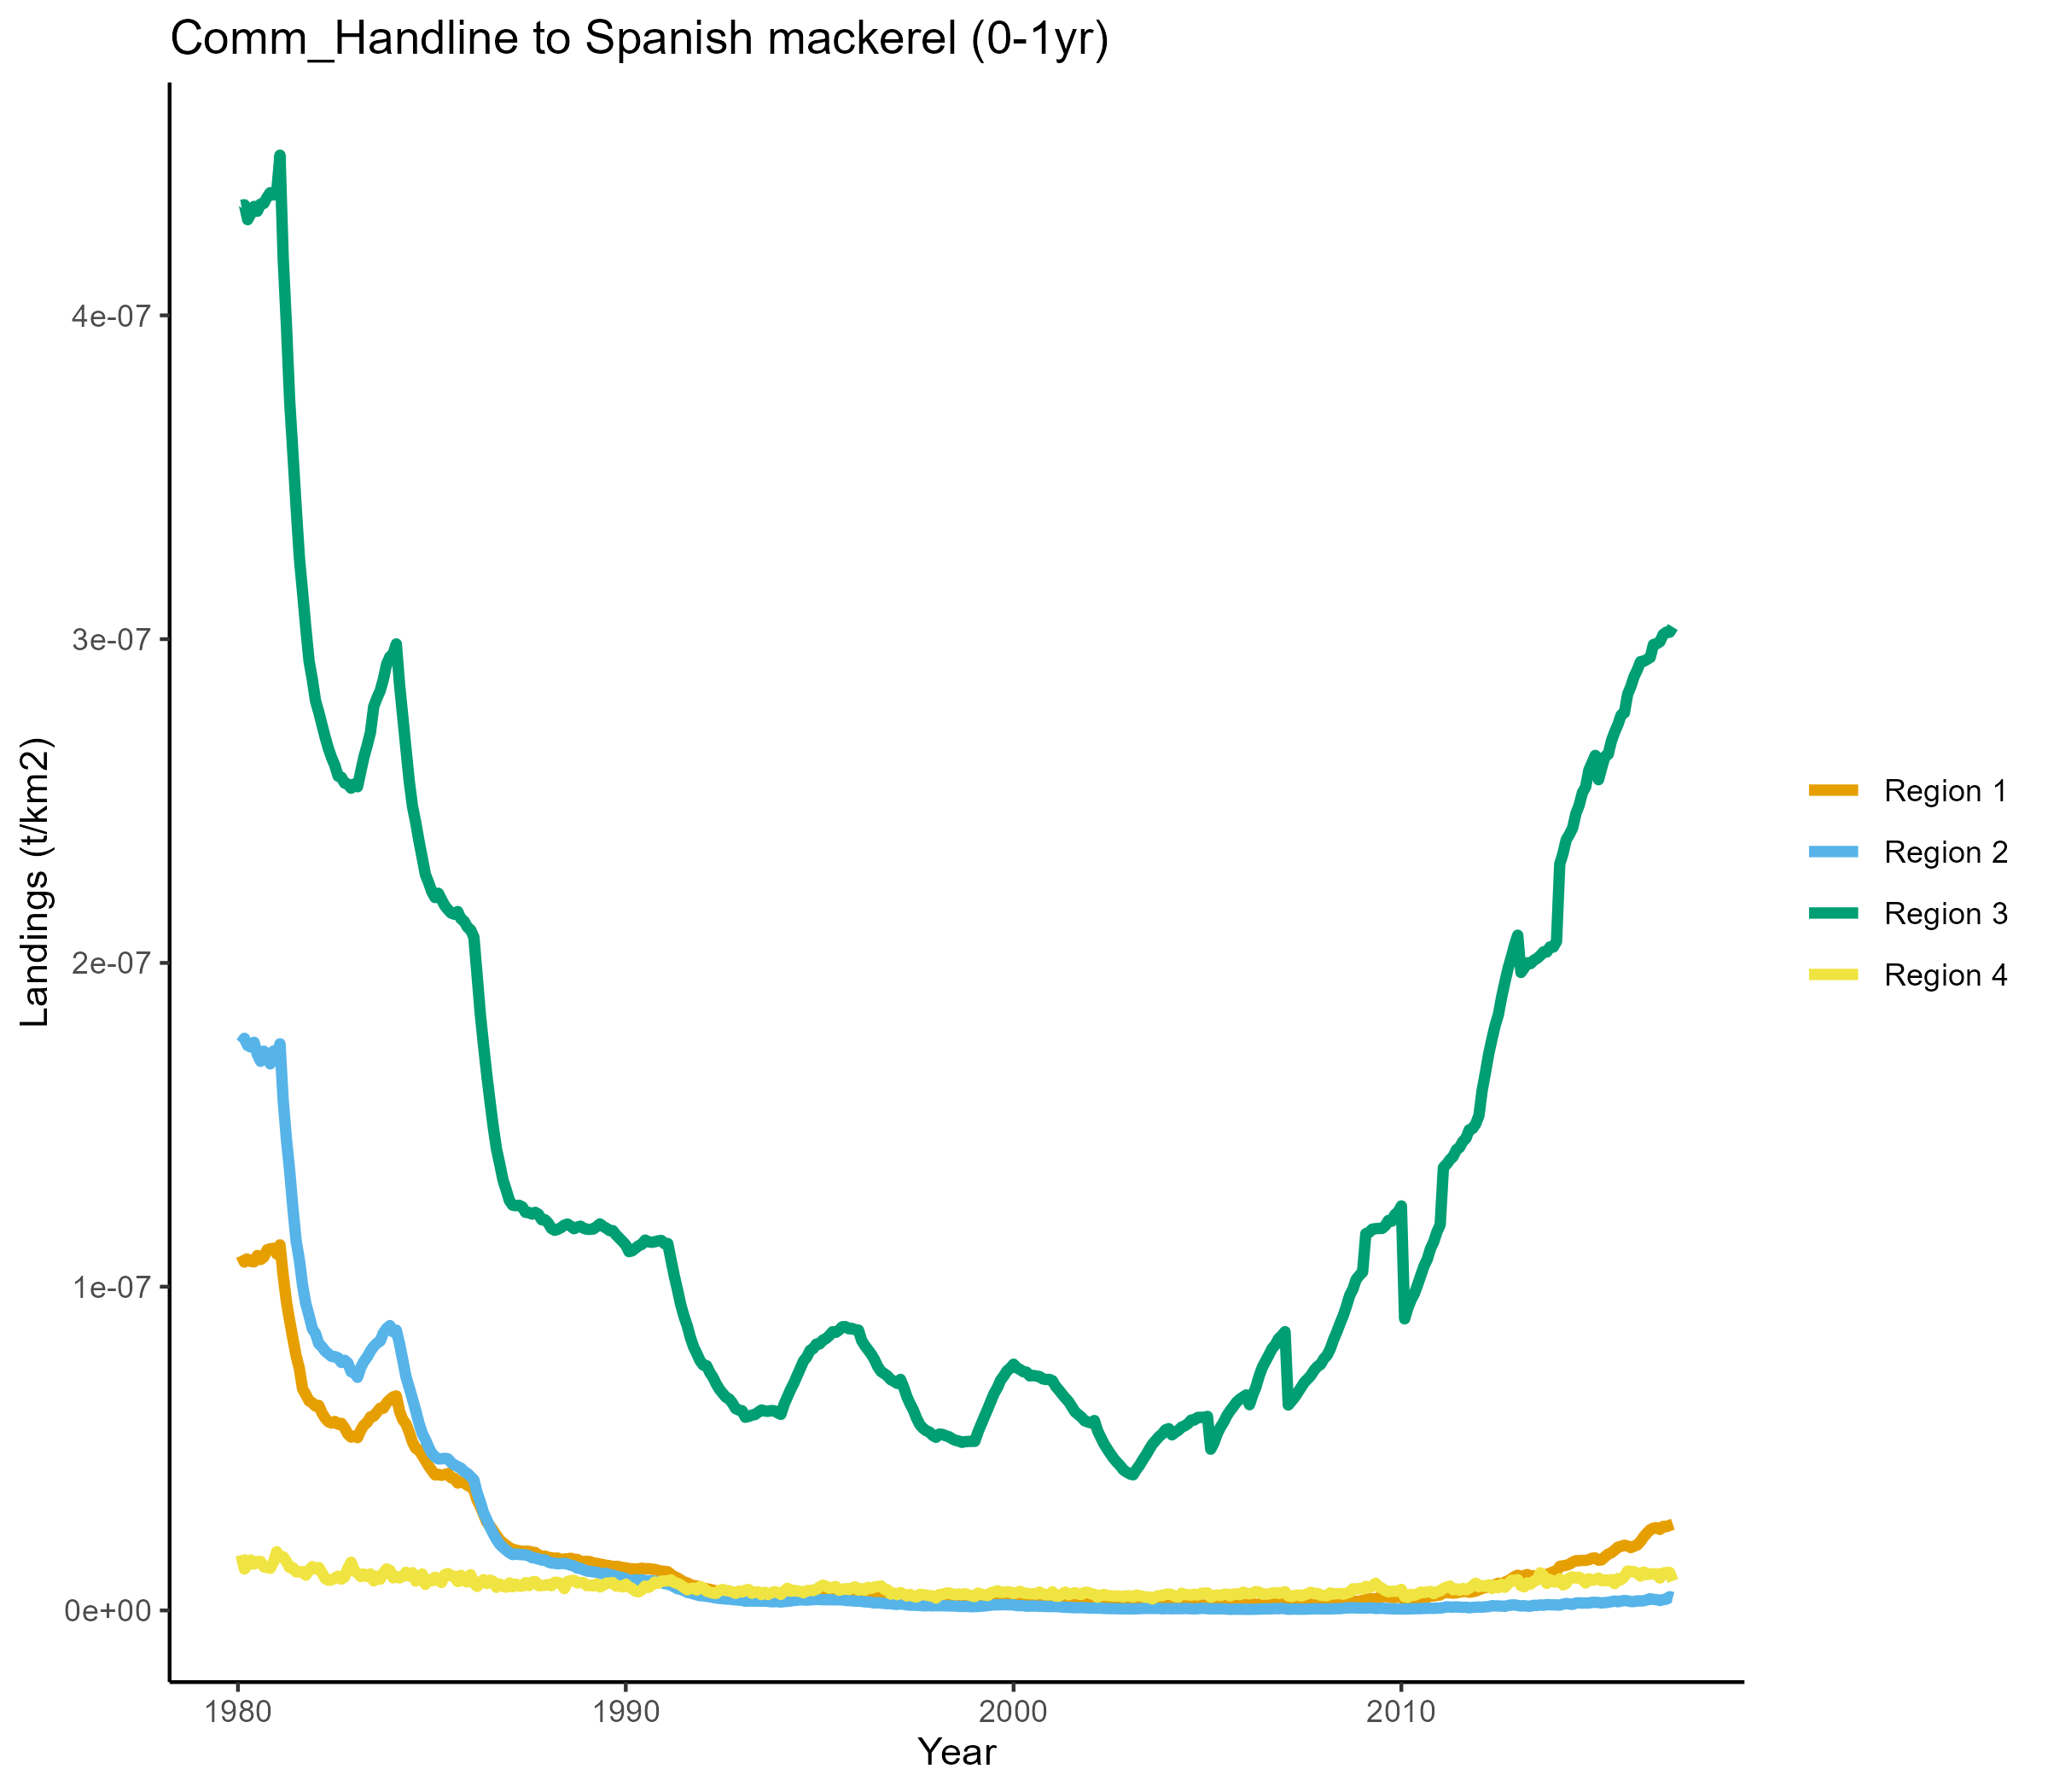 Comm_Handline to Spanish mackerel (0-1yr)
Landings (t/km2)
4e-07
3e-07
2e-07
1e-07
0e+00
1980
1990
2000
2010
Year
Region 1
Region 2
Region 3
Region 4